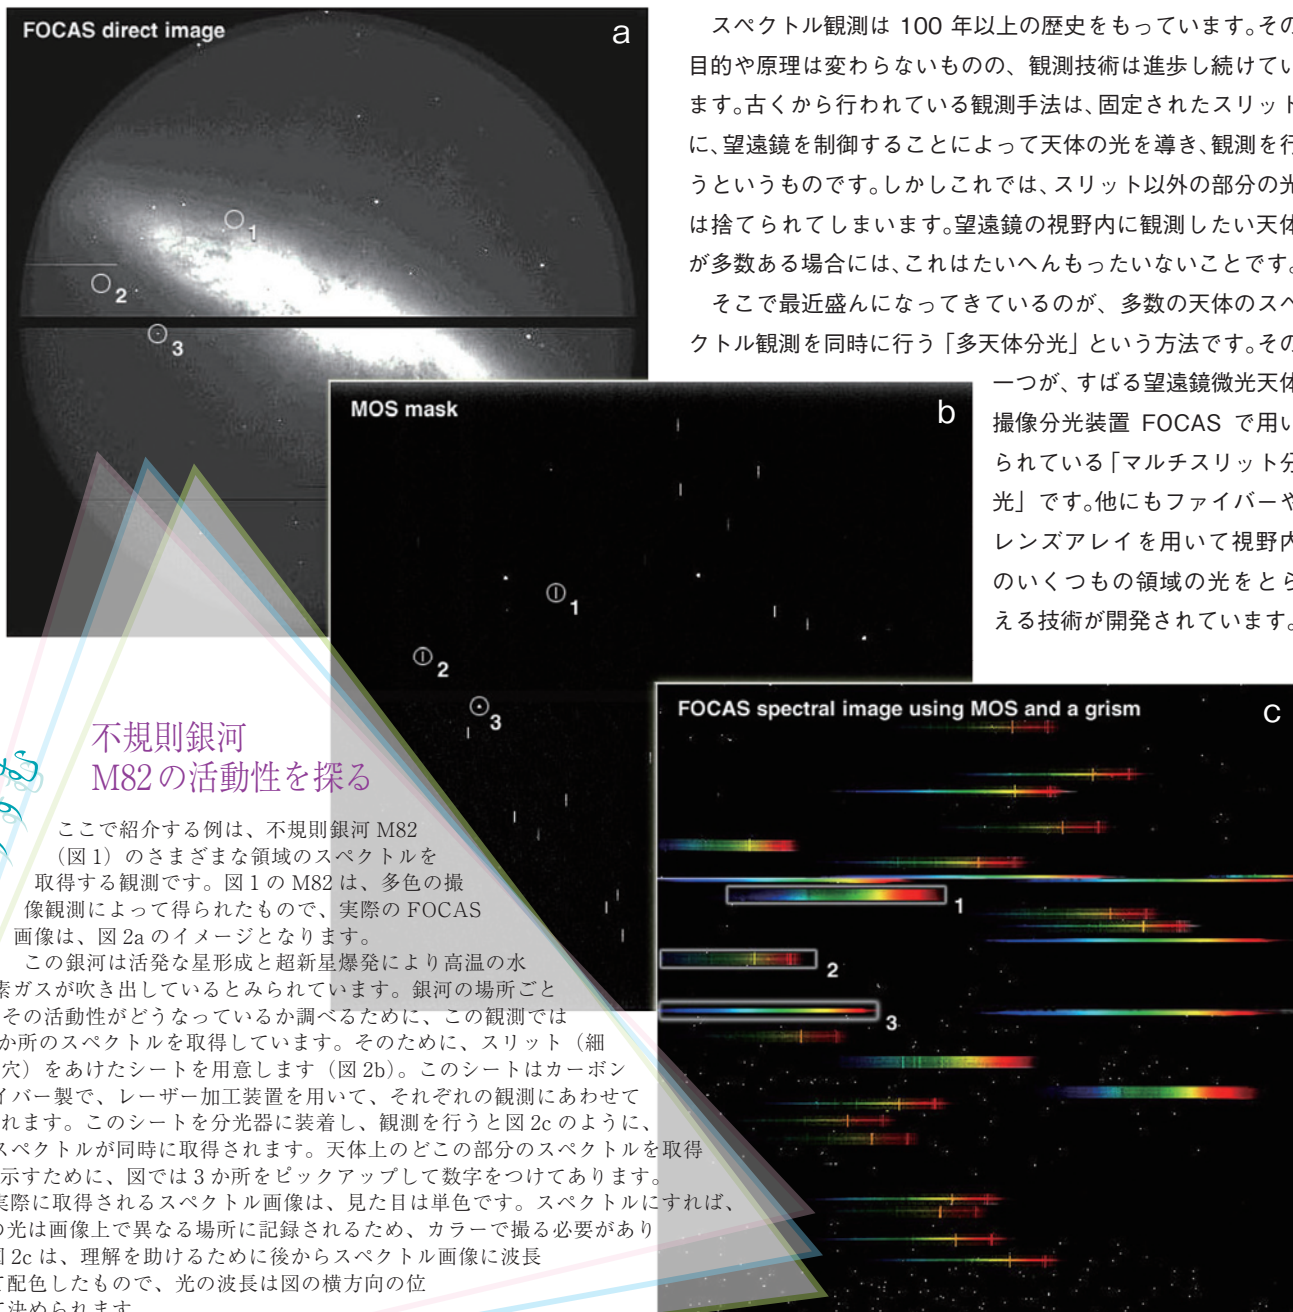 FOCAS direct image
a
1
2
3
スペクトル観測は 100 年以上の歴史をもっています。その
目的や原理は変わらないものの、観測技術は進歩し続けてい
ます。古くから行われている観測手法は、固定されたスリット
に、望遠鏡を制御することによって天体の光を導き、観測を行
うというものです。しかしこれでは、スリット以外の部分の光
は捨てられてしまいます。望遠鏡の視野内に観測したい天体
が多数ある場合には、これはたいへんもったいないことです。
そこで最近盛んになってきているのが、多数の天体のスペ
クトル観測を同時に行う「多天体分光」という方法です。その
一つが、すばる望遠鏡微光天体
撮像分光装置 FOCAS で用い
られている「マルチスリット分
光」です。他にもファイバーや
レンズアレイを用いて視野内
のいくつもの領域の光をとら
える技術が開発されています。
MOS mask
b
1
2
3
FOCAS spectral image using MOS and a grism
c
1
2
3
不規則銀河
M82の活動性を探る
ここで紹介する例は、不規則銀河 M82
（図 1）のさまざまな領域のスペクトルを
取得する観測です。図 1 の M82 は、多色の撮
像観測によって得られたもので、実際の FOCAS
画像は、図 2a のイメージとなります。
この銀河は活発な星形成と超新星爆発により高温の水
素ガスが吹き出しているとみられています。銀河の場所ごと
その活動性がどうなっているか調べるために、この観測では
か所のスペクトルを取得しています。そのために、スリット（細
穴）をあけたシートを用意します（図 2b）。このシートはカーボン
イバー製で、レーザー加工装置を用いて、それぞれの観測にあわせて
れます。このシートを分光器に装着し、観測を行うと図 2c のように、
スペクトルが同時に取得されます。天体上のどこの部分のスペクトルを取得
示すために、図では 3 か所をピックアップして数字をつけてあります。
実際に取得されるスペクトル画像は、見た目は単色です。スペクトルにすれば、
の光は画像上で異なる場所に記録されるため、カラーで撮る必要があり
図 2c は、理解を助けるために後からスペクトル画像に波長
て配色したもので、光の波長は図の横方向の位
て決められます